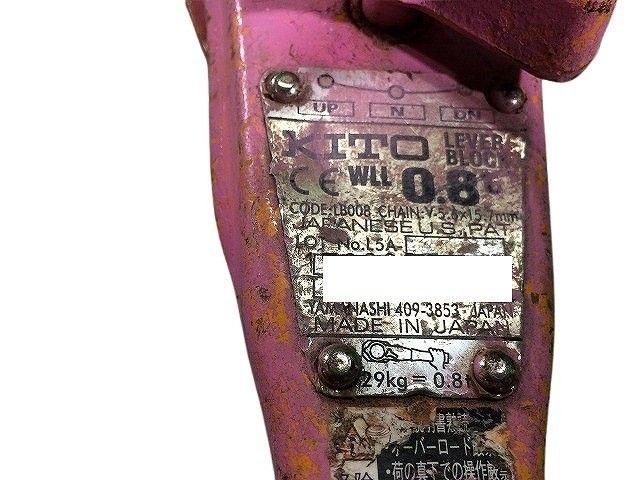 UP N DN
KITO LEVER BLOCK
CE WLL 0.8t
CODE:LB008 CHAIN:V-5.6×15.7mm
JAPANESE U.S. PAT
LOT No.L5A-
YAMANASHI 409-3853 JAPAN
MADE IN JAPAN
29kg=0.8t
オーバーロード
・荷の真下での操作